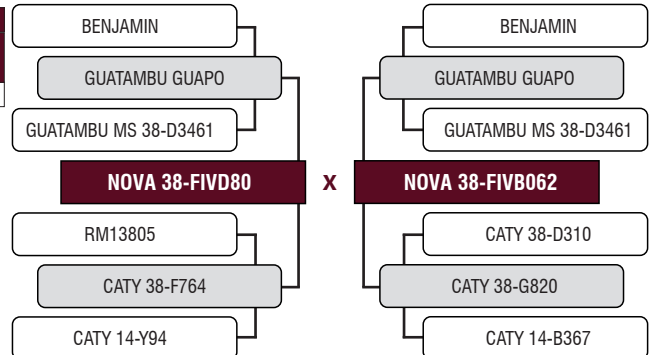 BENJAMIN
GUATAMBU GUAPO
GUATAMBU MS 38-D3461
NOVA 38-FIVD80
RM13805
CATY 38-F764
CATY 14-Y94
X
BENJAMIN
GUATAMBU GUAPO
GUATAMBU MS 38-D3461
NOVA 38-FIVB062
CATY 38-D310
CATY 38-G820
CATY 14-B367